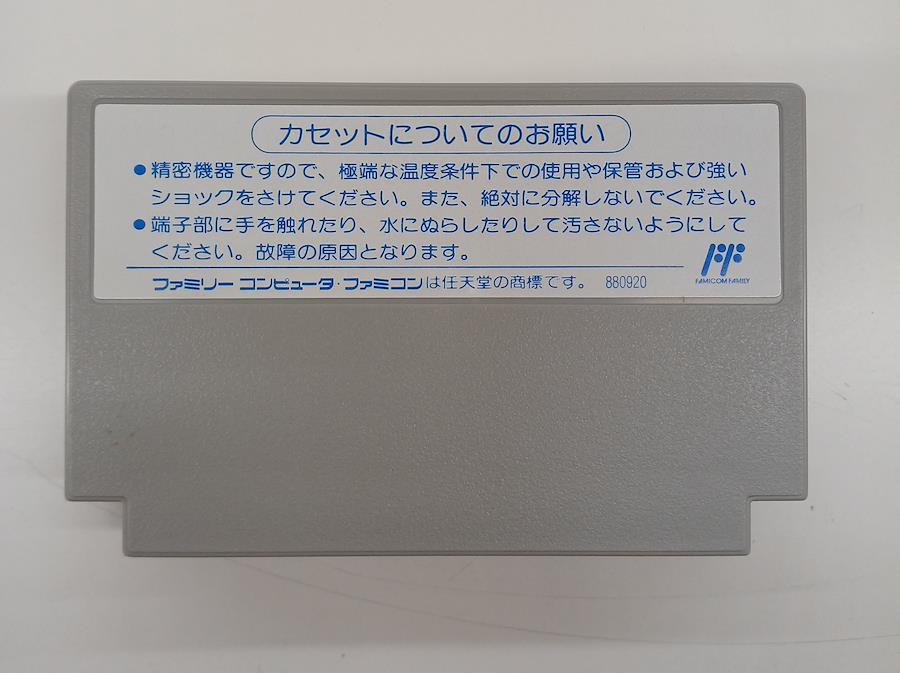 カセットについてのお願い
●精密機器ですので、極端な温度条件下での使用や保管および強い
ショックをさけてください。また、絶対に分解しないでください。
●端子部に手を触れたり、水にぬらしたりして汚さないようにして
ください。故障の原因となります。
ファミリーコンピュータ・ファミコンは任天堂の商標です。 880920
FF
FAMICOM FAMILY